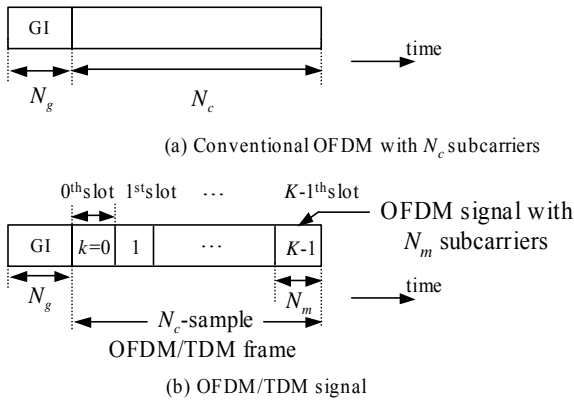 GI
time
N_g
N_c
(a) Conventional OFDM with N_c subcarriers
0th slot 1st slot ... K-1th slot
OFDM signal with
N_m subcarriers
GI k=0 1 ... K-1
N_g
N_m
time
N_c-sample
OFDM/TDM frame
(b) OFDM/TDM signal